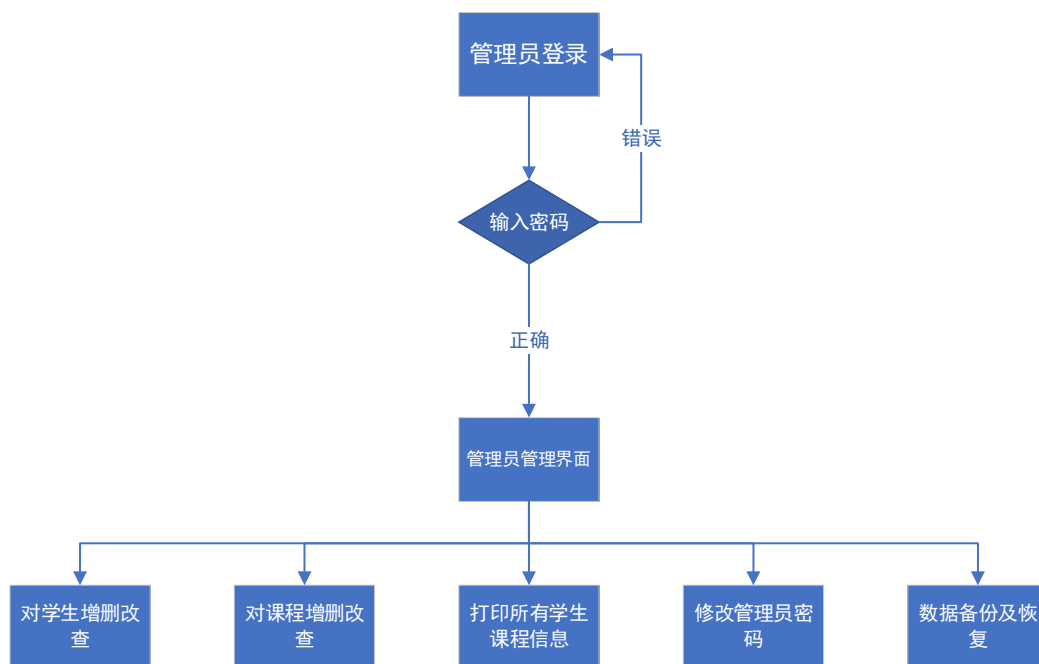 管理员登录
错误
输入密码
正确
管理员管理界面
对学生增删改
查
对课程增删改
查
打印所有学生
课程信息
修改管理员密
码
数据备份及恢
复